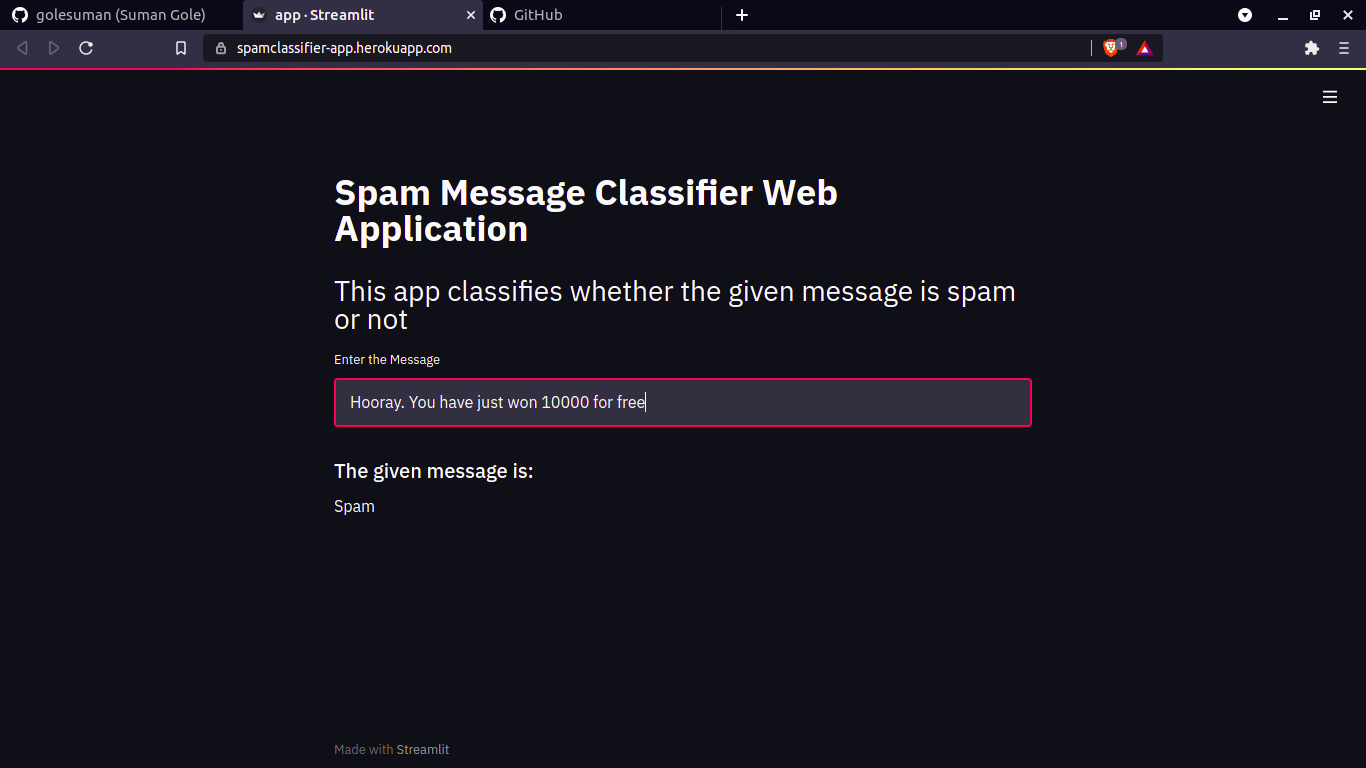 golesuman (Suman Gole)
app · Streamlit
GitHub
spamclassifier-app.herokuapp.com
1
Spam Message Classifier Web
Application
This app classifies whether the given message is spam
or not
Enter the Message
Hooray. You have just won 10000 for free
The given message is:
Spam
Made with Streamlit